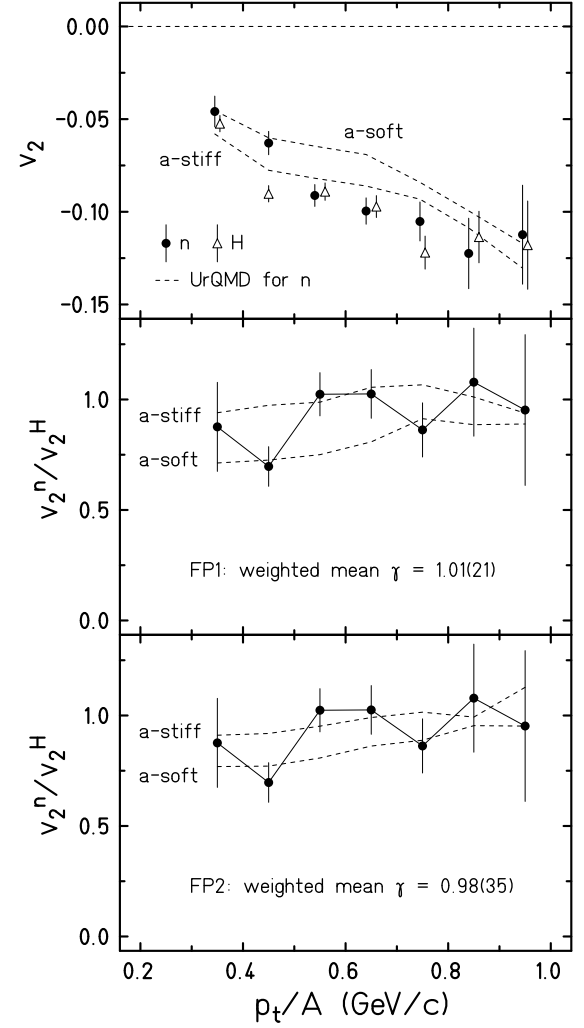 0.00
-0.05
-0.10
-0.15
v2
a-soft
a-stiff
n H
UrQMD for n
1.0
0.5
0.0
v2n/v2H
a-stiff
a-soft
FP1: weighted mean γ = 1.01(21)
1.0
0.5
0.0
v2n/v2H
a-stiff
a-soft
FP2: weighted mean γ = 0.98(35)
0.2 0.4 0.6 0.8 1.0
pt/A (GeV/c)